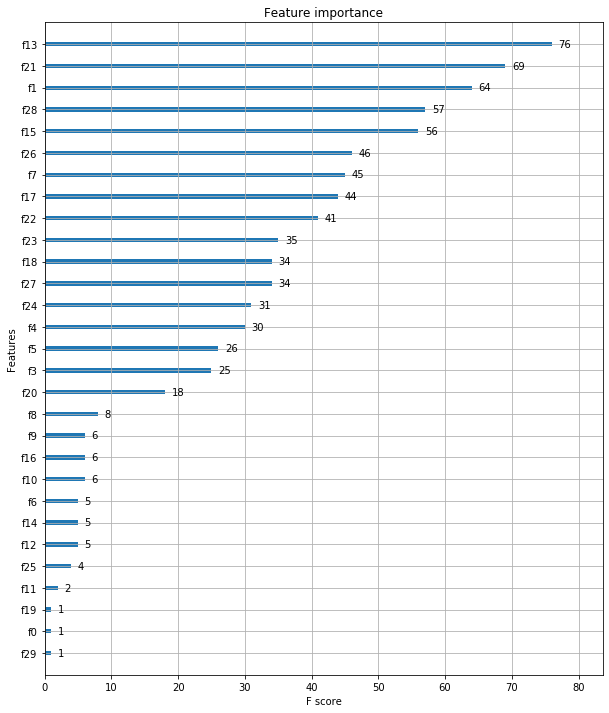 Feature importance
Features
f13 76
f21 69
f1 64
f28 57
f15 56
f26 46
f7 45
f17 44
f22 41
f23 35
f18 34
f27 34
f24 31
f4 30
f5 26
f3 25
f20 18
f8 8
f9 6
f16 6
f10 6
f6 5
f14 5
f12 5
f25 4
f11 2
f19 1
f0 1
f29 1
0 10 20 30 40 50 60 70 80
F score